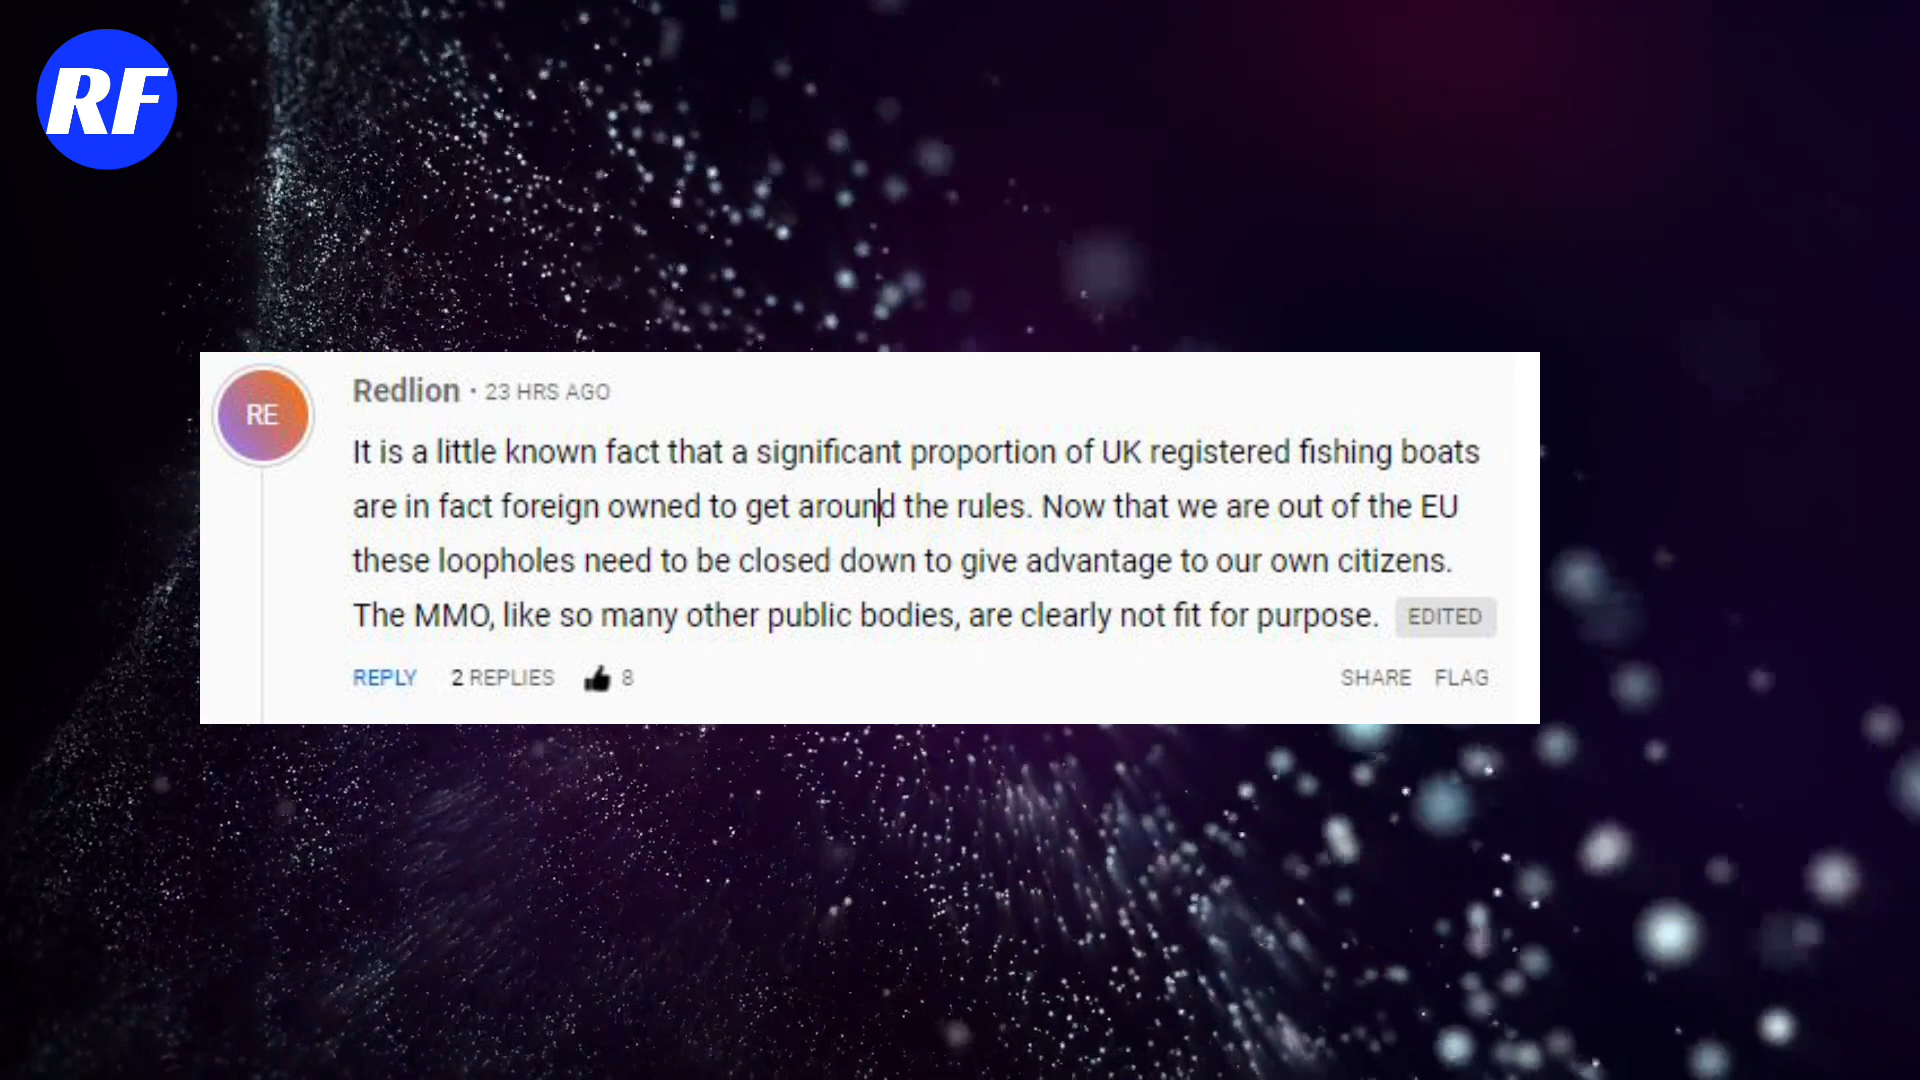 RF
RE
Redlion · 23 HRS AGO
It is a little known fact that a significant proportion of UK registered fishing boats
are in fact foreign owned to get around the rules. Now that we are out of the EU
these loopholes need to be closed down to give advantage to our own citizens.
The MMO, like so many other public bodies, are clearly not fit for purpose. EDITED
REPLY 2 REPLIES 8 SHARE FLAG